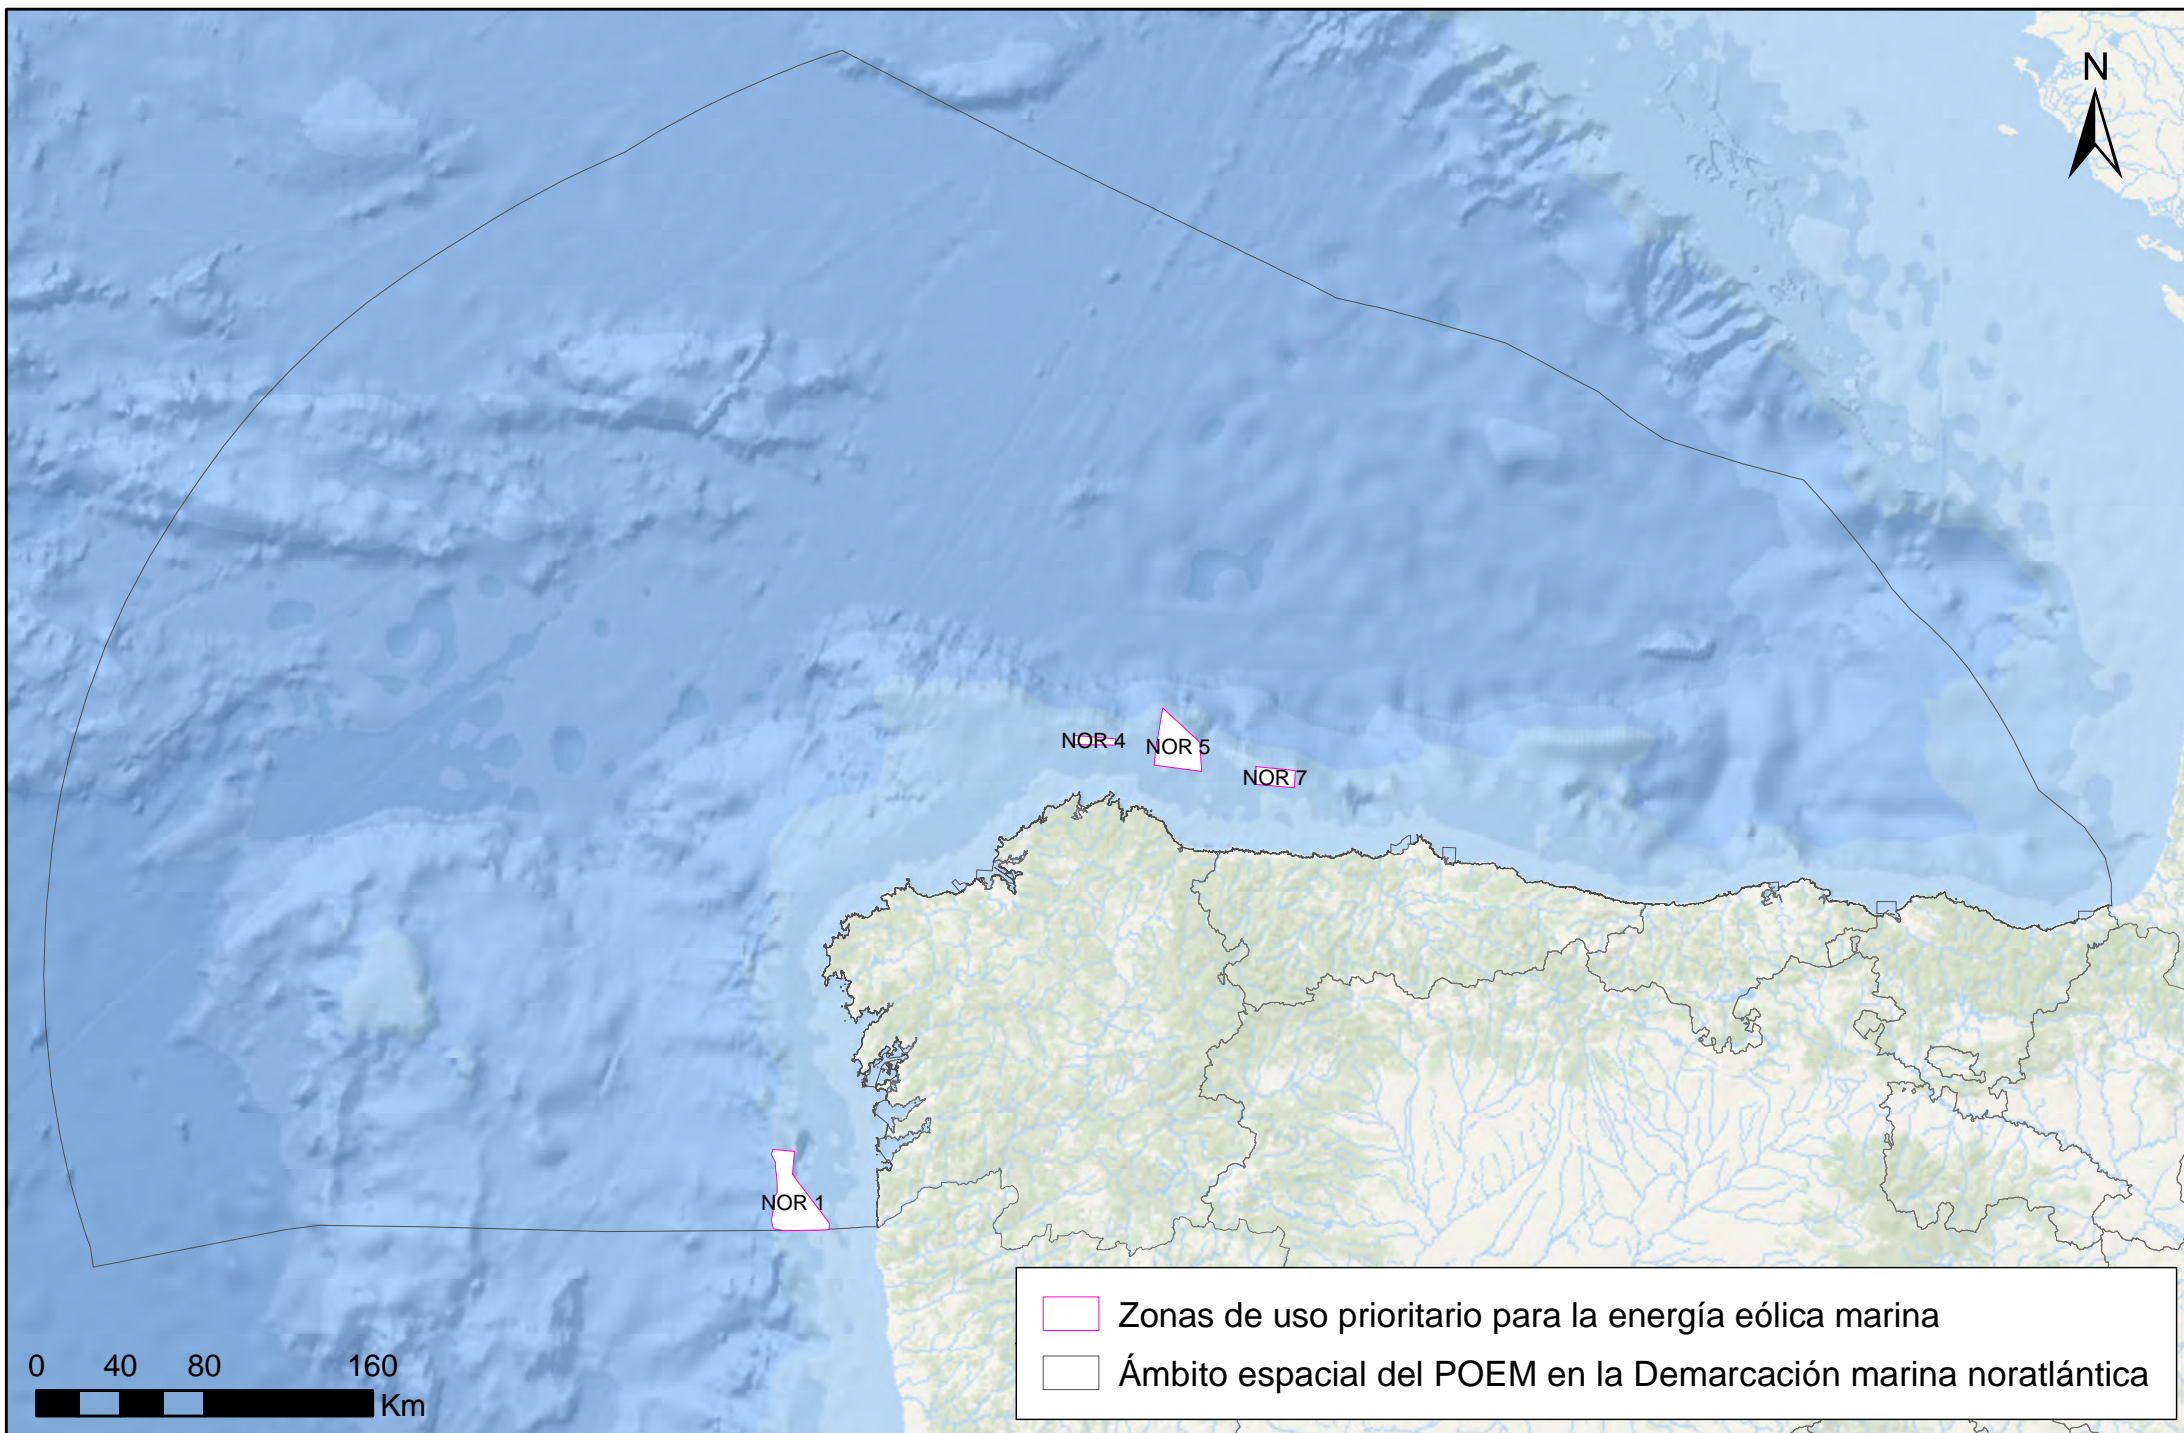 N
NOR 4
NOR 5
NOR 7
NOR 1
0 40 80 160
Km
Zonas de uso prioritario para la energía eólica marina
Ámbito espacial del POEM en la Demarcación marina noratlántica